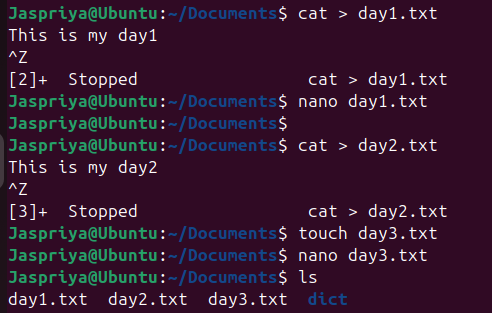 Jaspriya@Ubuntu:~/Documents$ cat > day1.txt
This is my day1
^Z
[2]+  Stopped                 cat > day1.txt
Jaspriya@Ubuntu:~/Documents$ nano day1.txt
Jaspriya@Ubuntu:~/Documents$
Jaspriya@Ubuntu:~/Documents$ cat > day2.txt
This is my day2
^Z
[3]+  Stopped                 cat > day2.txt
Jaspriya@Ubuntu:~/Documents$ touch day3.txt
Jaspriya@Ubuntu:~/Documents$ nano day3.txt
Jaspriya@Ubuntu:~/Documents$ ls
day1.txt  day2.txt  day3.txt  dict